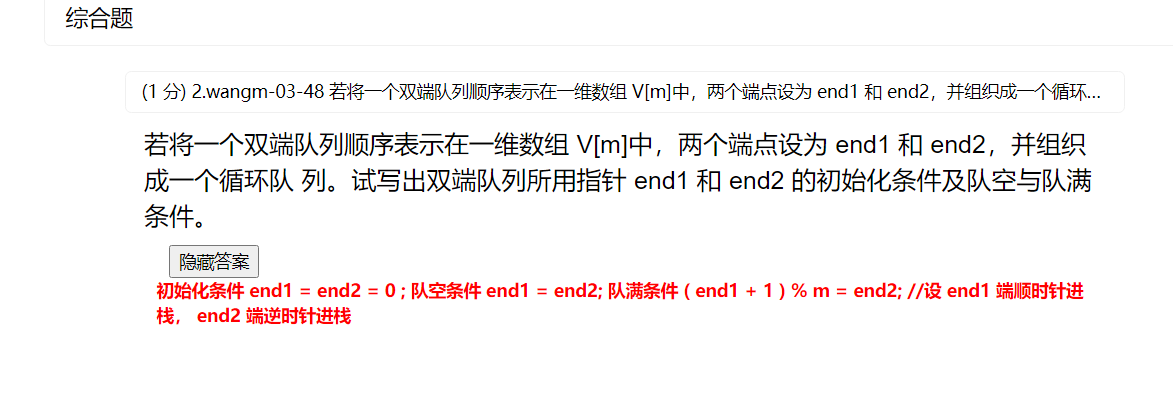 综合题
(1 分) 2.wangm-03-48 若将一个双端队列顺序表示在一维数组 V[m]中，两个端点设为 end1 和 end2，并组织成一个循环...
若将一个双端队列顺序表示在一维数组 V[m]中，两个端点设为 end1 和 end2，并组织
成一个循环队 列。试写出双端队列所用指针 end1 和 end2 的初始化条件及队空与队满
条件。
隐藏答案
初始化条件 end1 = end2 = 0 ; 队空条件 end1 = end2; 队满条件 ( end1 + 1 ) % m = end2; //设 end1 端顺时针进
栈， end2 端逆时针进栈